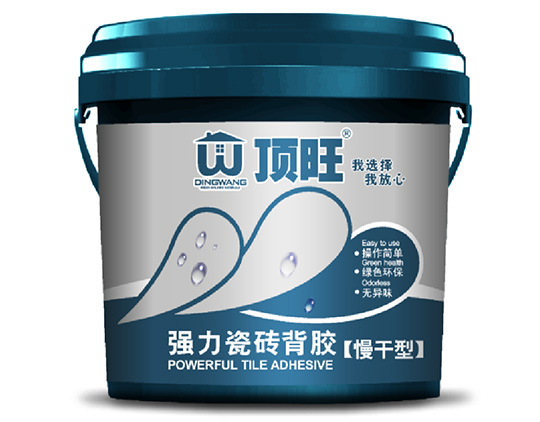 顶旺®
DINGWANG
我选择
我放心
Easy to use
• 操作简单
Green health
• 绿色环保
Odorless
• 无异味
强力瓷砖背胶【慢干型】
POWERFUL TILE ADHESIVE